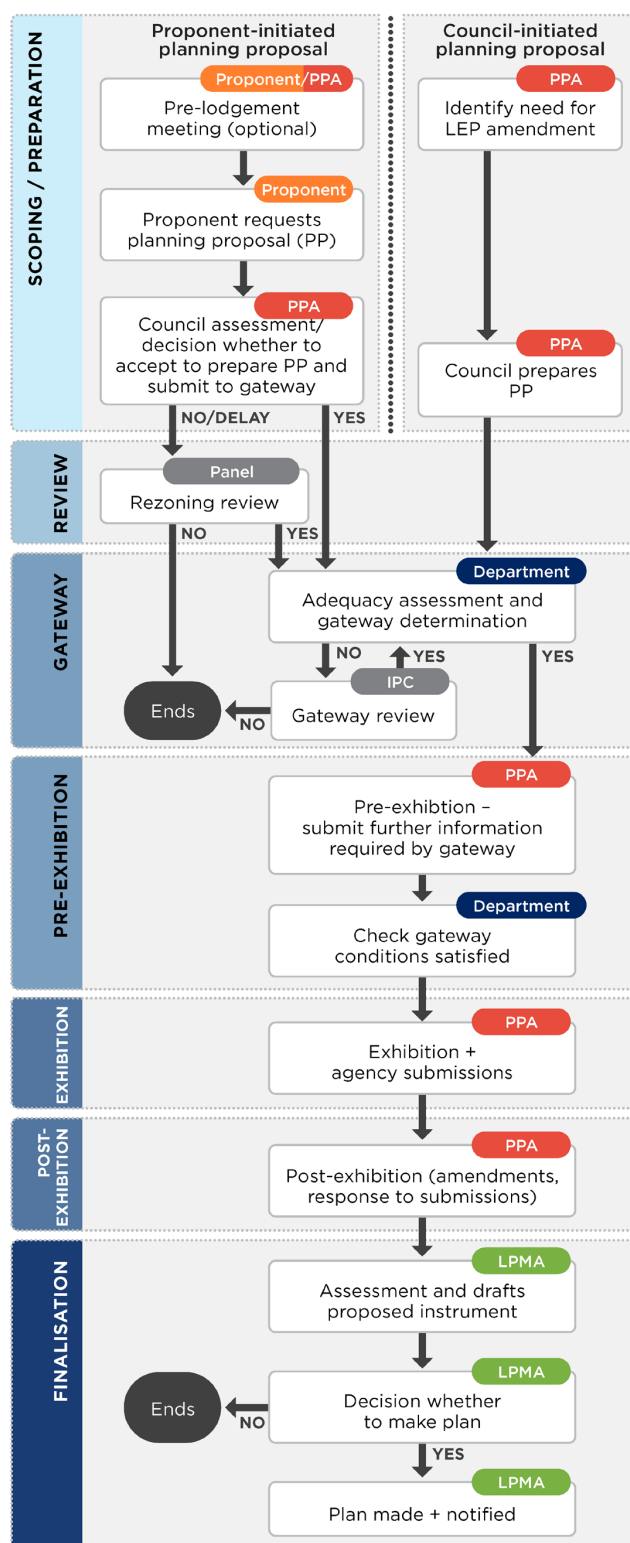 Proponent-initiated
planning proposal
Council-initiated
planning proposal
SCOPING / PREPARATION
Proponent/PPA
Pre-lodgement
meeting (optional)
PPA
Identify need for
LEP amendment
Proponent
Proponent requests
planning proposal (PP)
PPA
Council assessment/
decision whether to
accept to prepare PP and
submit to gateway
PPA
Council prepares
PP
NO/DELAY
YES
REVIEW
Panel
Rezoning review
NO
YES
GATEWAY
Department
Adequacy assessment and
gateway determination
NO
YES
YES
IPC
Gateway review
Ends
NO
PRE-EXHIBITION
PPA
Pre-exhibtion –
submit further information
required by gateway
Department
Check gateway
conditions satisfied
EXHIBITION
PPA
Exhibition +
agency submissions
POST-
EXHIBITION
PPA
Post-exhibition (amendments,
response to submissions)
FINALISATION
LPMA
Assessment and drafts
proposed instrument
LPMA
Decision whether
to make plan
Ends
NO
YES
LPMA
Plan made + notified